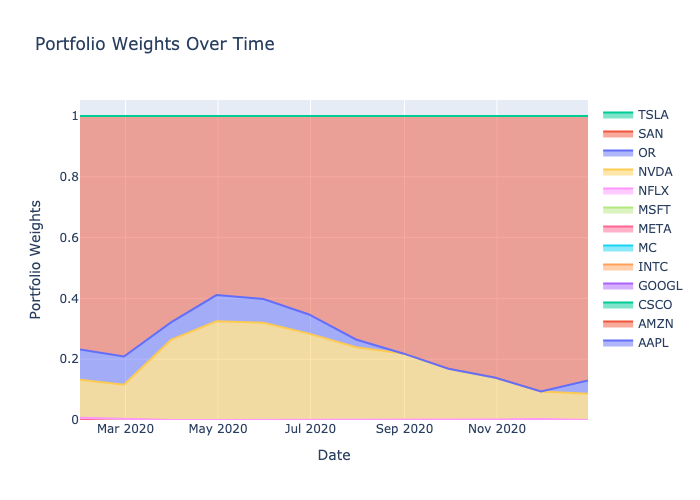 Portfolio Weights Over Time
TSLA
SAN
OR
NVDA
NFLX
MSFT
META
MC
INTC
GOOGL
CSCO
AMZN
AAPL
1
0.8
0.6
0.4
0.2
0
Portfolio Weights
Mar 2020
May 2020
Jul 2020
Sep 2020
Nov 2020
Date